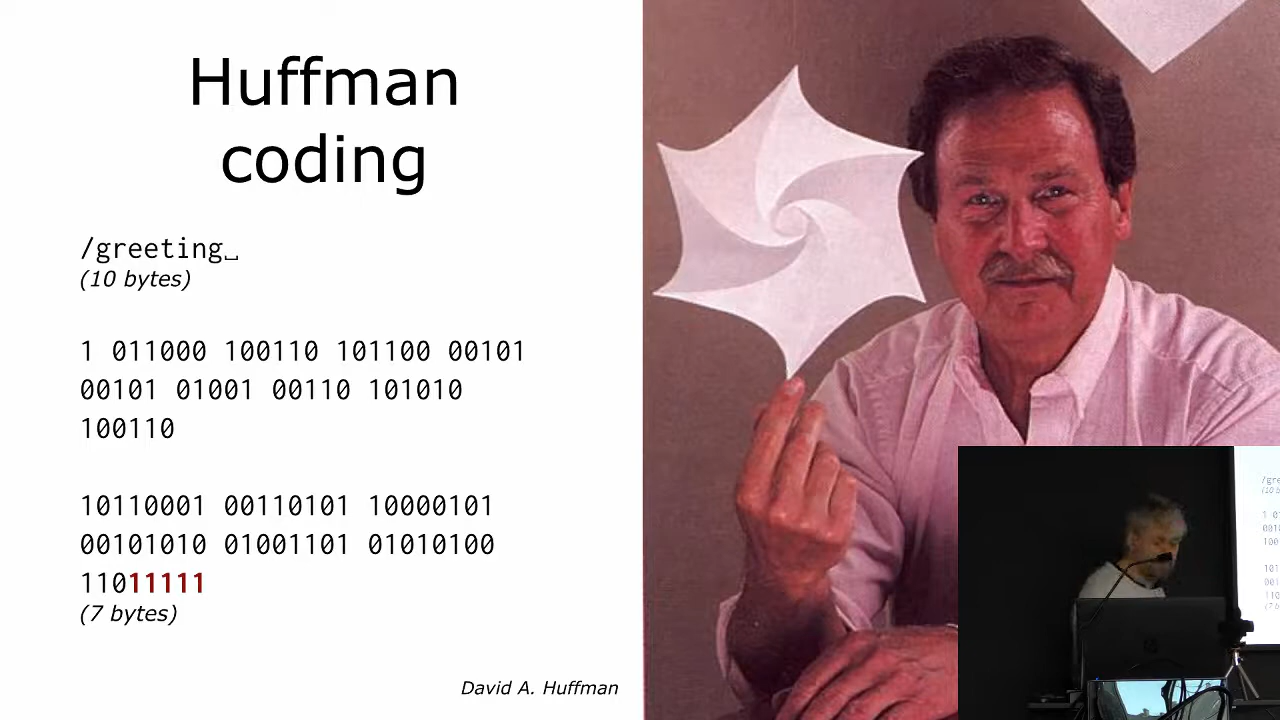 Huffman
coding
/greeting␣
(10 bytes)
1 011000 100110 101100 00101
00101 01001 00110 101010
100110
10110001 00110101 10000101
00101010 01001101 01010100
11011111
(7 bytes)
David A. Huffman